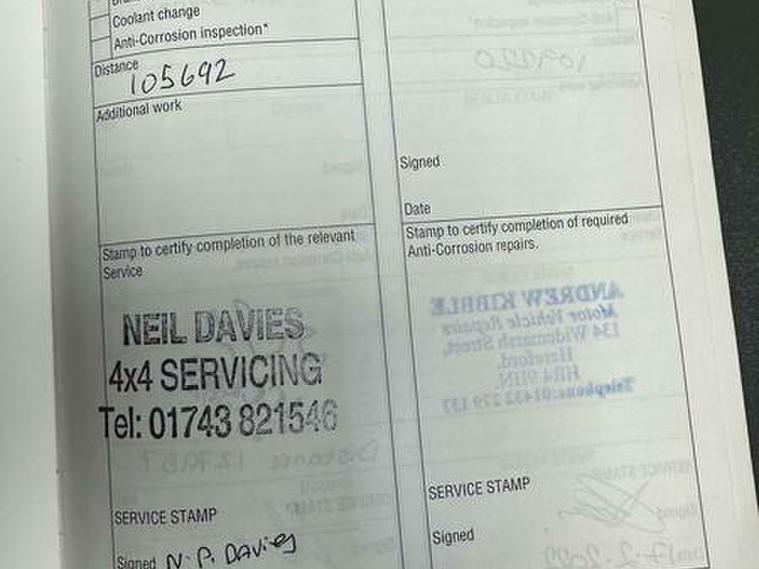 Coolant change
Anti-Corrosion inspection*
Distance
105692
Additional work
Stamp to certify completion of the relevant
Service
NEIL DAVIES
4x4 SERVICING
Tel: 01743 821546
SERVICE STAMP
Signed N. P. Davies
Signed
Date
Stamp to certify completion of required
Anti-Corrosion repairs.
ANDREW KIBBLE
Motor Vehicle Repairs
134 Widemarsh Street,
Hereford.
HR4 9HN.
Telephone: 01432 279 137
SERVICE STAMP
Signed